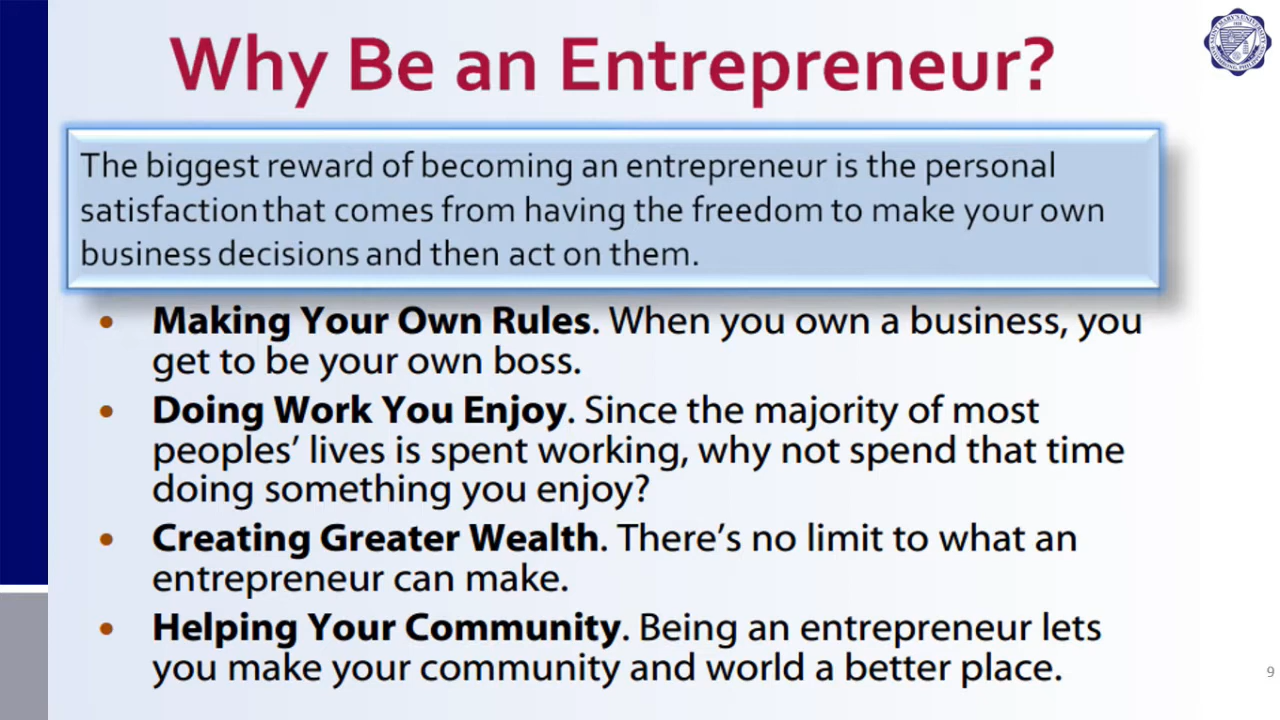 Why Be an Entrepreneur?
The biggest reward of becoming an entrepreneur is the personal
satisfaction that comes from having the freedom to make your own
business decisions and then act on them.
• Making Your Own Rules. When you own a business, you
get to be your own boss.
• Doing Work You Enjoy. Since the majority of most
peoples’ lives is spent working, why not spend that time
doing something you enjoy?
• Creating Greater Wealth. There’s no limit to what an
entrepreneur can make.
• Helping Your Community. Being an entrepreneur lets
you make your community and world a better place.
9